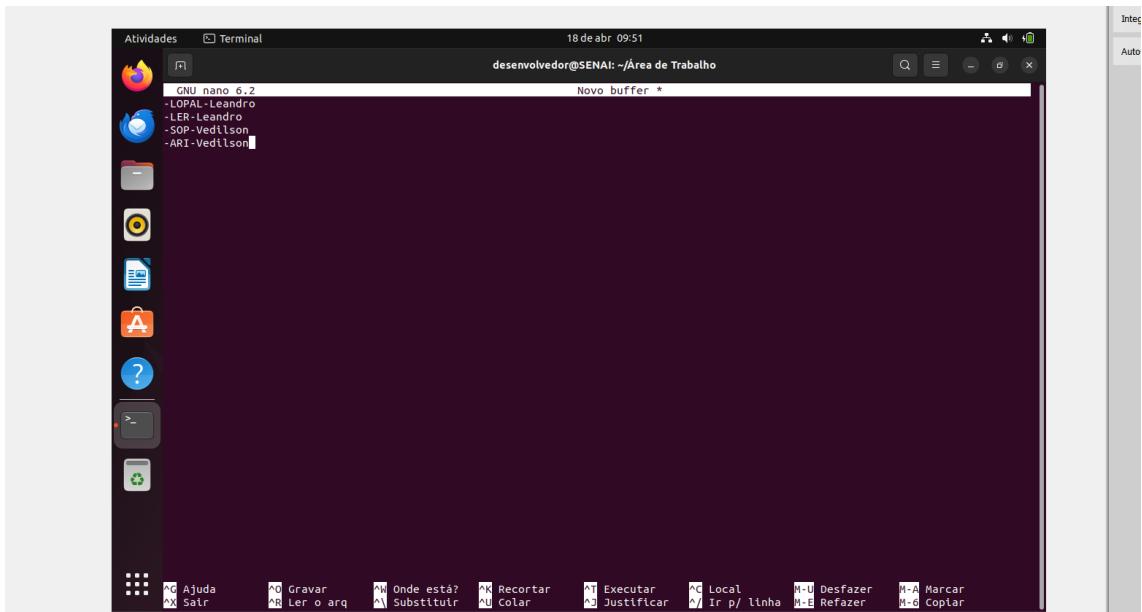 Integ
Auto
Atividades Terminal 18 de abr 09:51
desenvolvedor@SENAI: ~/Área de Trabalho
GNU nano 6.2 Novo buffer *
-LOPAL-Leandro
-LER-Leandro
-SOP-Vedilson
-ARI-Vedilson
^G Ajuda ^O Gravar ^W Onde está? ^K Recortar ^T Executar ^C Local M-U Desfazer M-A Marcar
^X Sair ^R Ler o arq ^\ Substituir ^U Colar ^J Justificar ^/ Ir p/ linha M-E Refazer M-6 Copiar